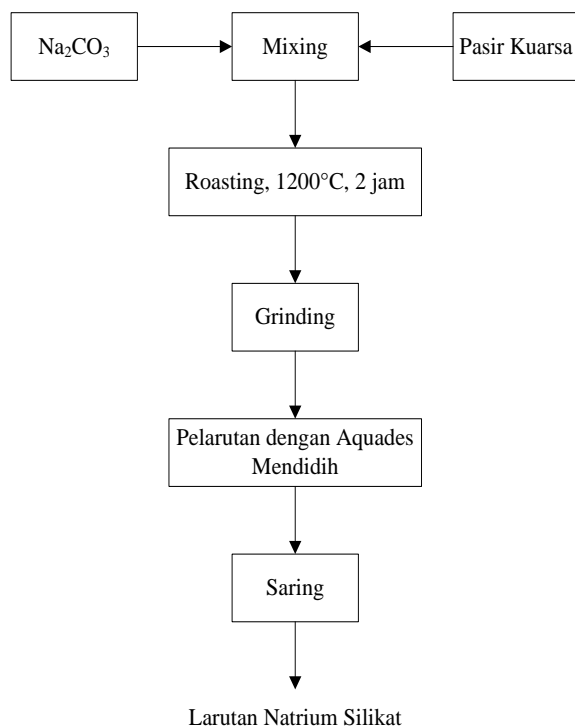 Na₂CO₃
Mixing
Pasir Kuarsa
Roasting, 1200°C, 2 jam
Grinding
Pelarutan dengan Aquades
Mendidih
Saring
Larutan Natrium Silikat